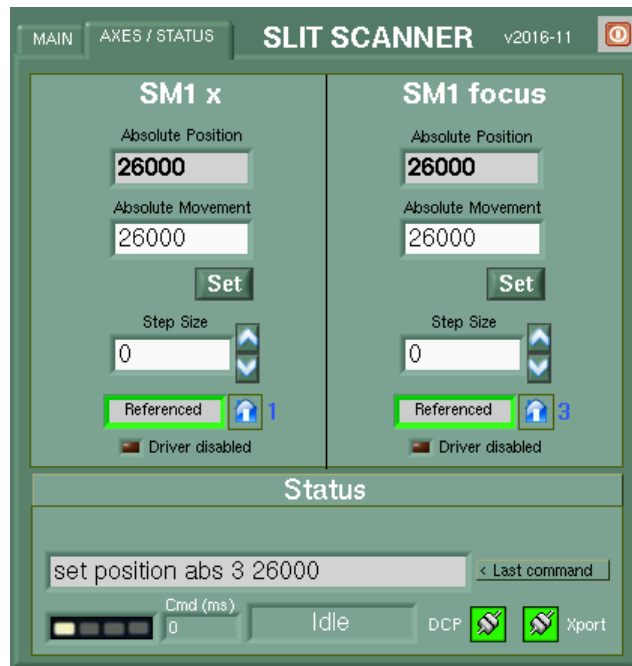 MAIN
AXES / STATUS
SLIT SCANNER
v2016-11
SM1 x
Absolute Position
26000
Absolute Movement
26000
Set
Step Size
0
Referenced
1
Driver disabled
SM1 focus
Absolute Position
26000
Absolute Movement
26000
Set
Step Size
0
Referenced
3
Driver disabled
Status
set position abs 3 26000
< Last command
Cmd (ms)
0
Idle
DCP
Xport